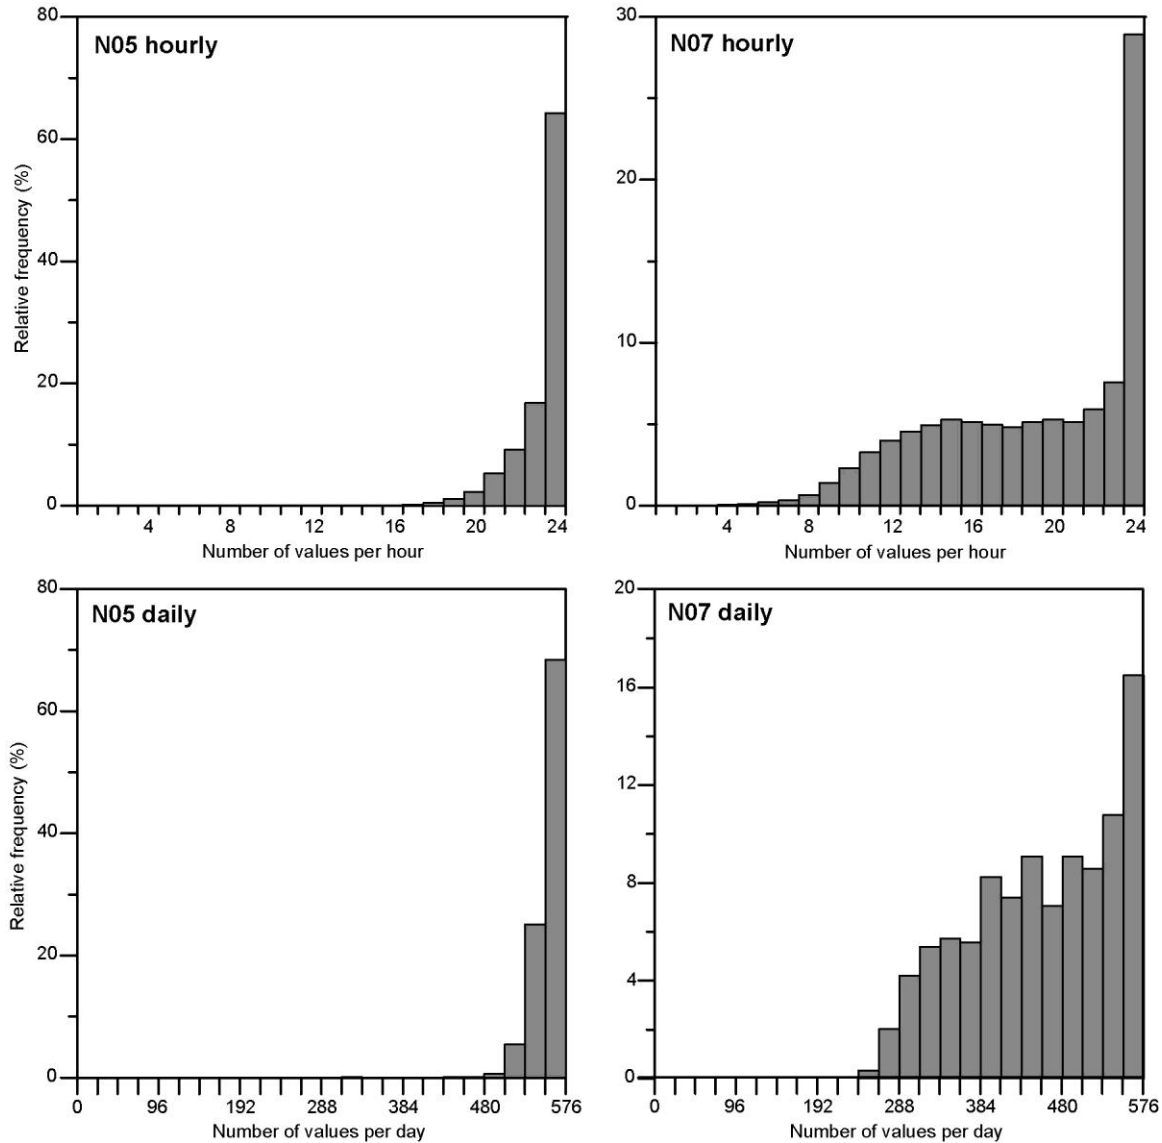 N05 hourly
Relative frequency (%)
80
60
40
20
0
4 8 12 16 20 24
Number of values per hour
N07 hourly
30
20
10
0
4 8 12 16 20 24
Number of values per hour
N05 daily
Relative frequency (%)
80
60
40
20
0
0 96 192 288 384 480 576
Number of values per day
N07 daily
20
16
12
8
4
0
0 96 192 288 384 480 576
Number of values per day